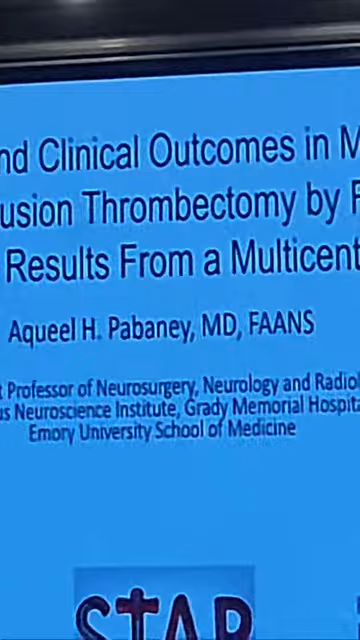 nd Clinical Outcomes in M
usion Thrombectomy by F
Results From a Multicent
Aqueel H. Pabaney, MD, FAANS
t Professor of Neurosurgery, Neurology and Radiol
us Neuroscience Institute, Grady Memorial Hospita
Emory University School of Medicine
STAR